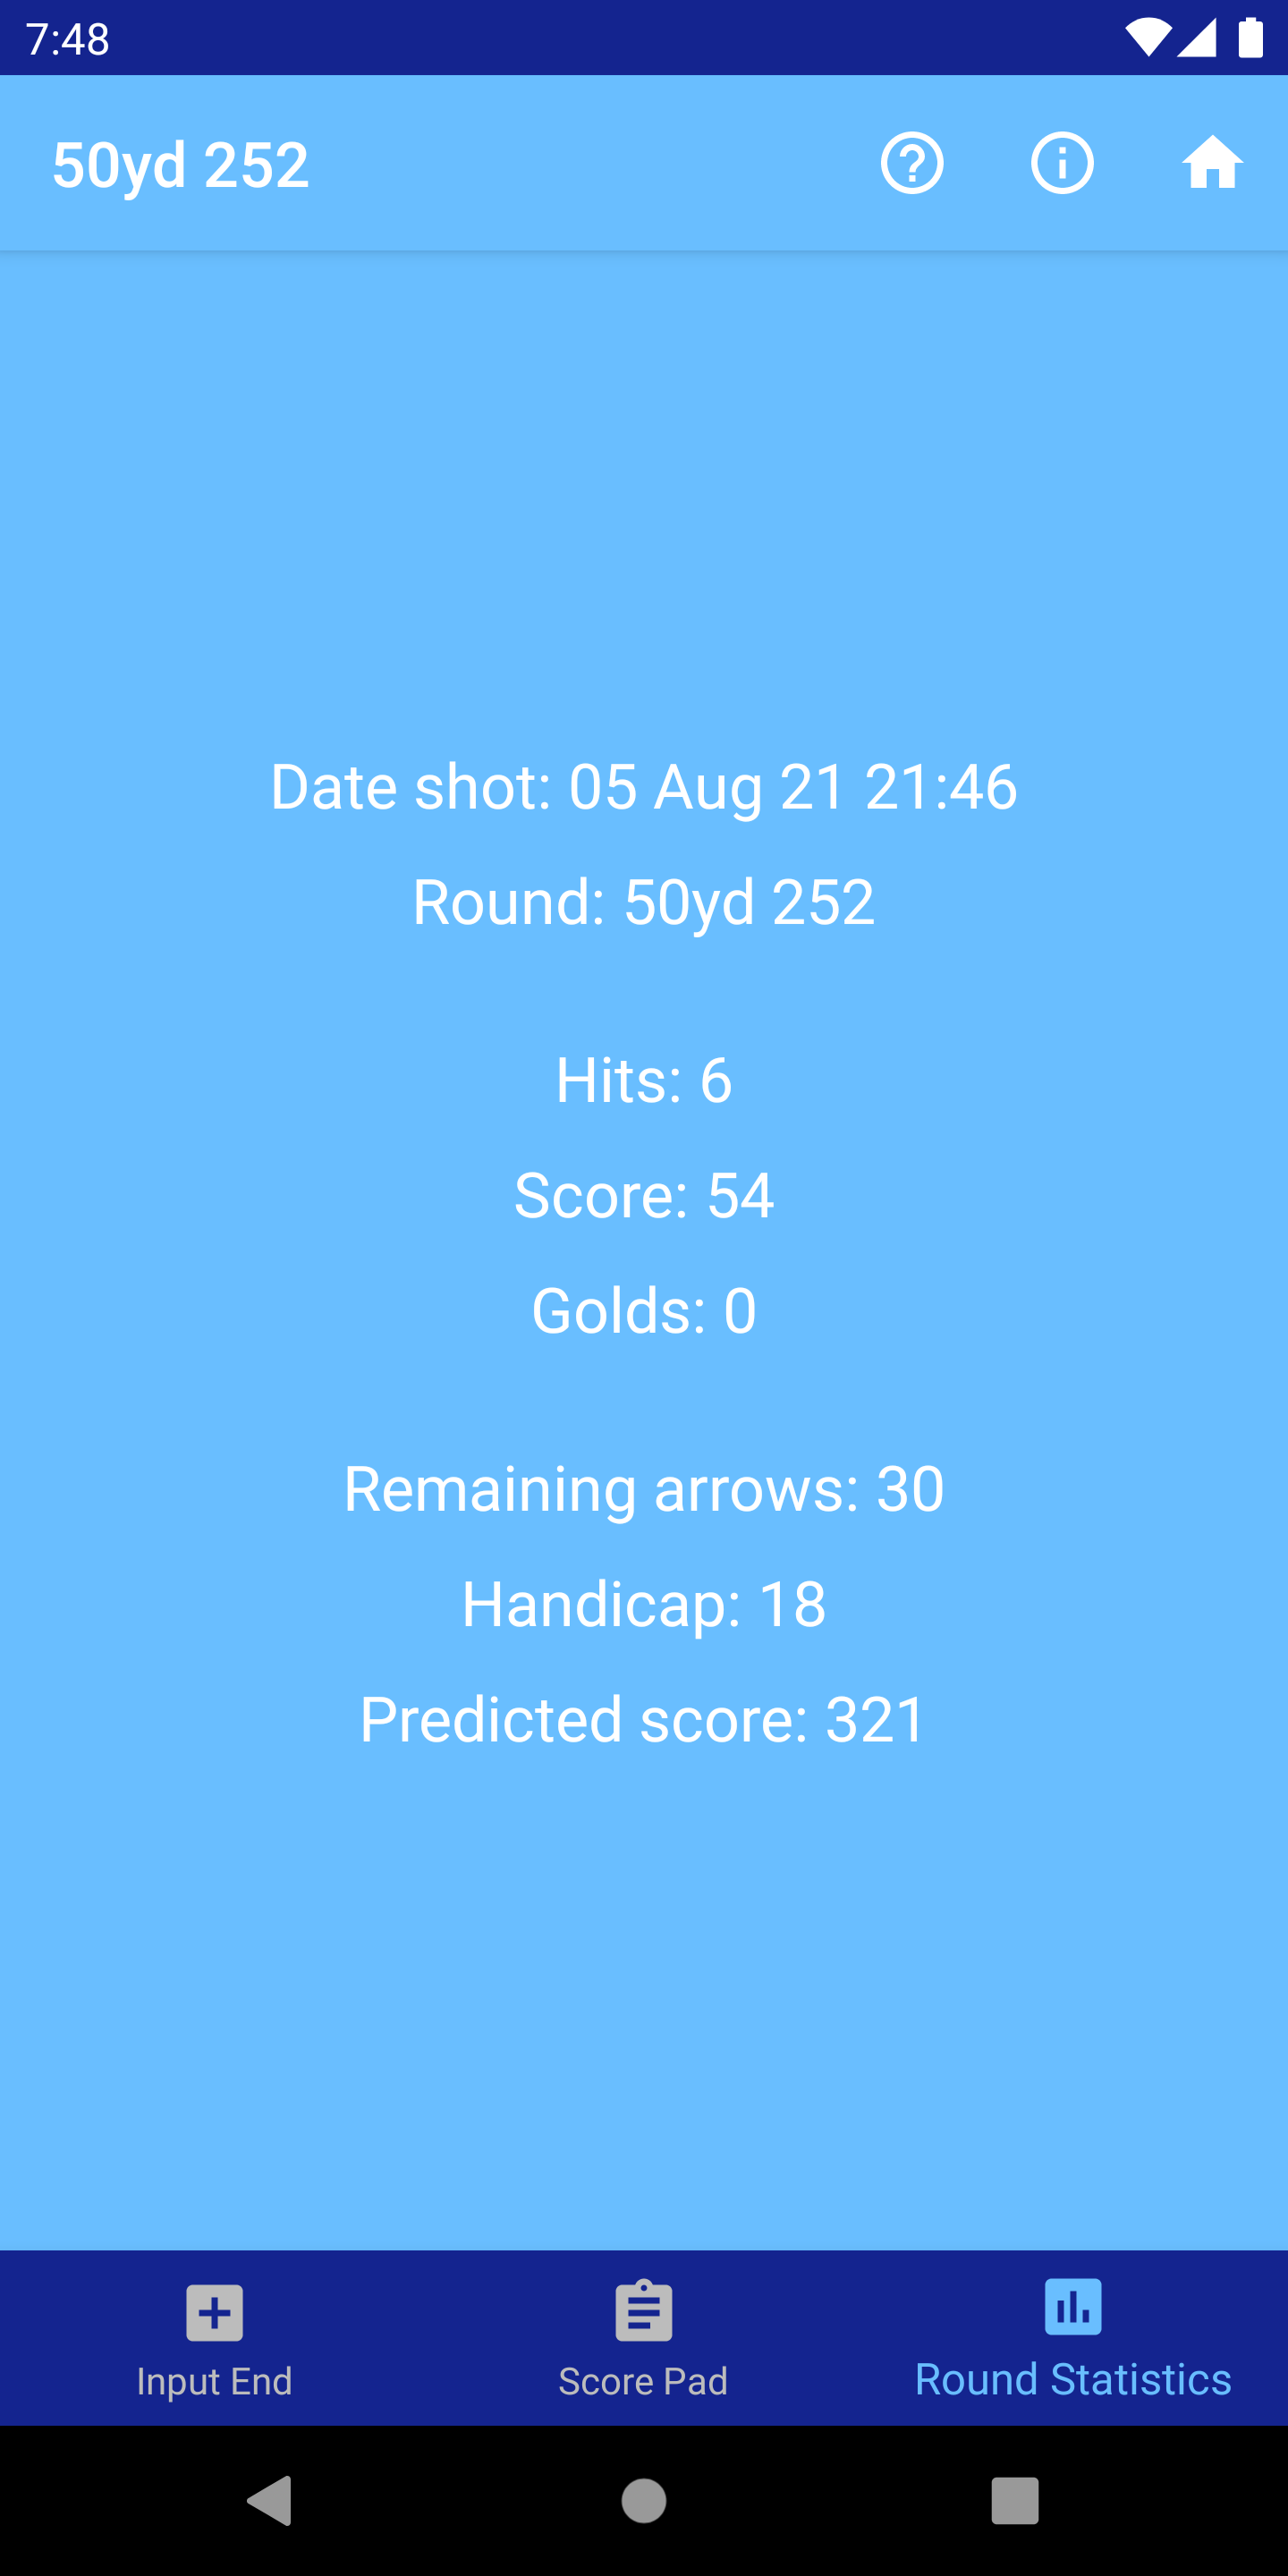 7:48
50yd 252
Date shot: 05 Aug 21 21:46
Round: 50yd 252
Hits: 6
Score: 54
Golds: 0
Remaining arrows: 30
Handicap: 18
Predicted score: 321
Input End
Score Pad
Round Statistics